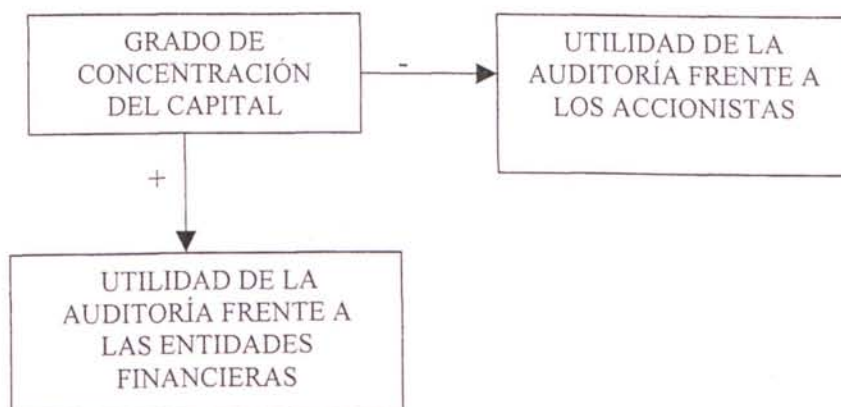 GRADO DE
CONCENTRACIÓN
DEL CAPITAL
-
UTILIDAD DE LA
AUDITORÍA FRENTE A
LOS ACCIONISTAS
+
UTILIDAD DE LA
AUDITORÍA FRENTE A
LAS ENTIDADES
FINANCIERAS